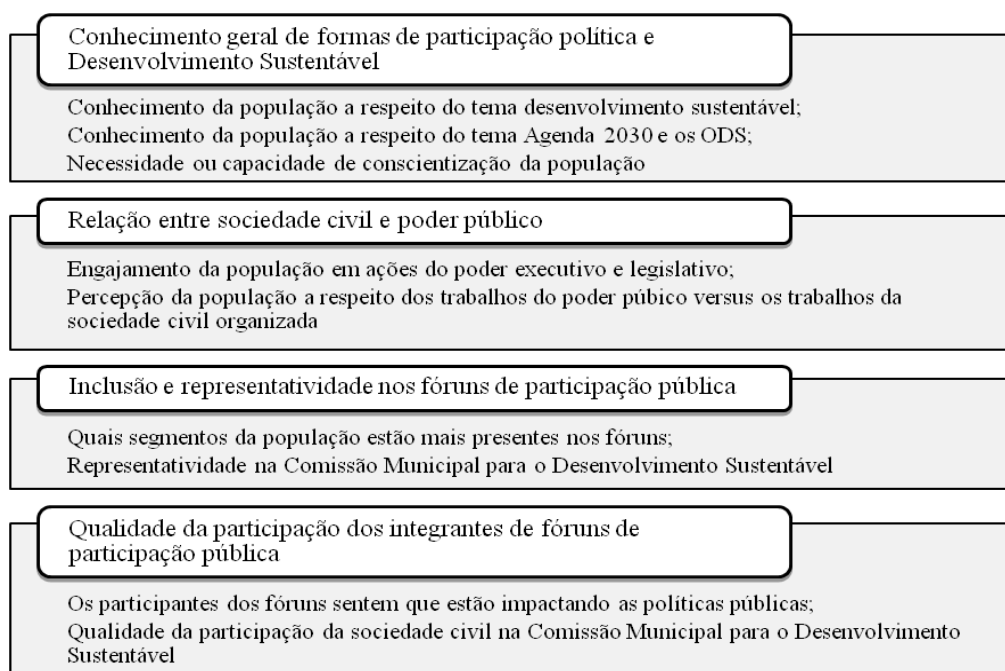 Conhecimento geral de formas de participação política e
Desenvolvimento Sustentável
Conhecimento da população a respeito do tema desenvolvimento sustentável;
Conhecimento da população a respeito do tema Agenda 2030 e os ODS;
Necessidade ou capacidade de conscientização da população
Relação entre sociedade civil e poder público
Engajamento da população em ações do poder executivo e legislativo;
Percepção da população a respeito dos trabalhos do poder púbico versus os trabalhos da
sociedade civil organizada
Inclusão e representatividade nos fóruns de participação pública
Quais segmentos da população estão mais presentes nos fóruns;
Representatividade na Comissão Municipal para o Desenvolvimento Sustentável
Qualidade da participação dos integrantes de fóruns de
participação pública
Os participantes dos fóruns sentem que estão impactando as políticas públicas;
Qualidade da participação da sociedade civil na Comissão Municipal para o Desenvolvimento
Sustentável